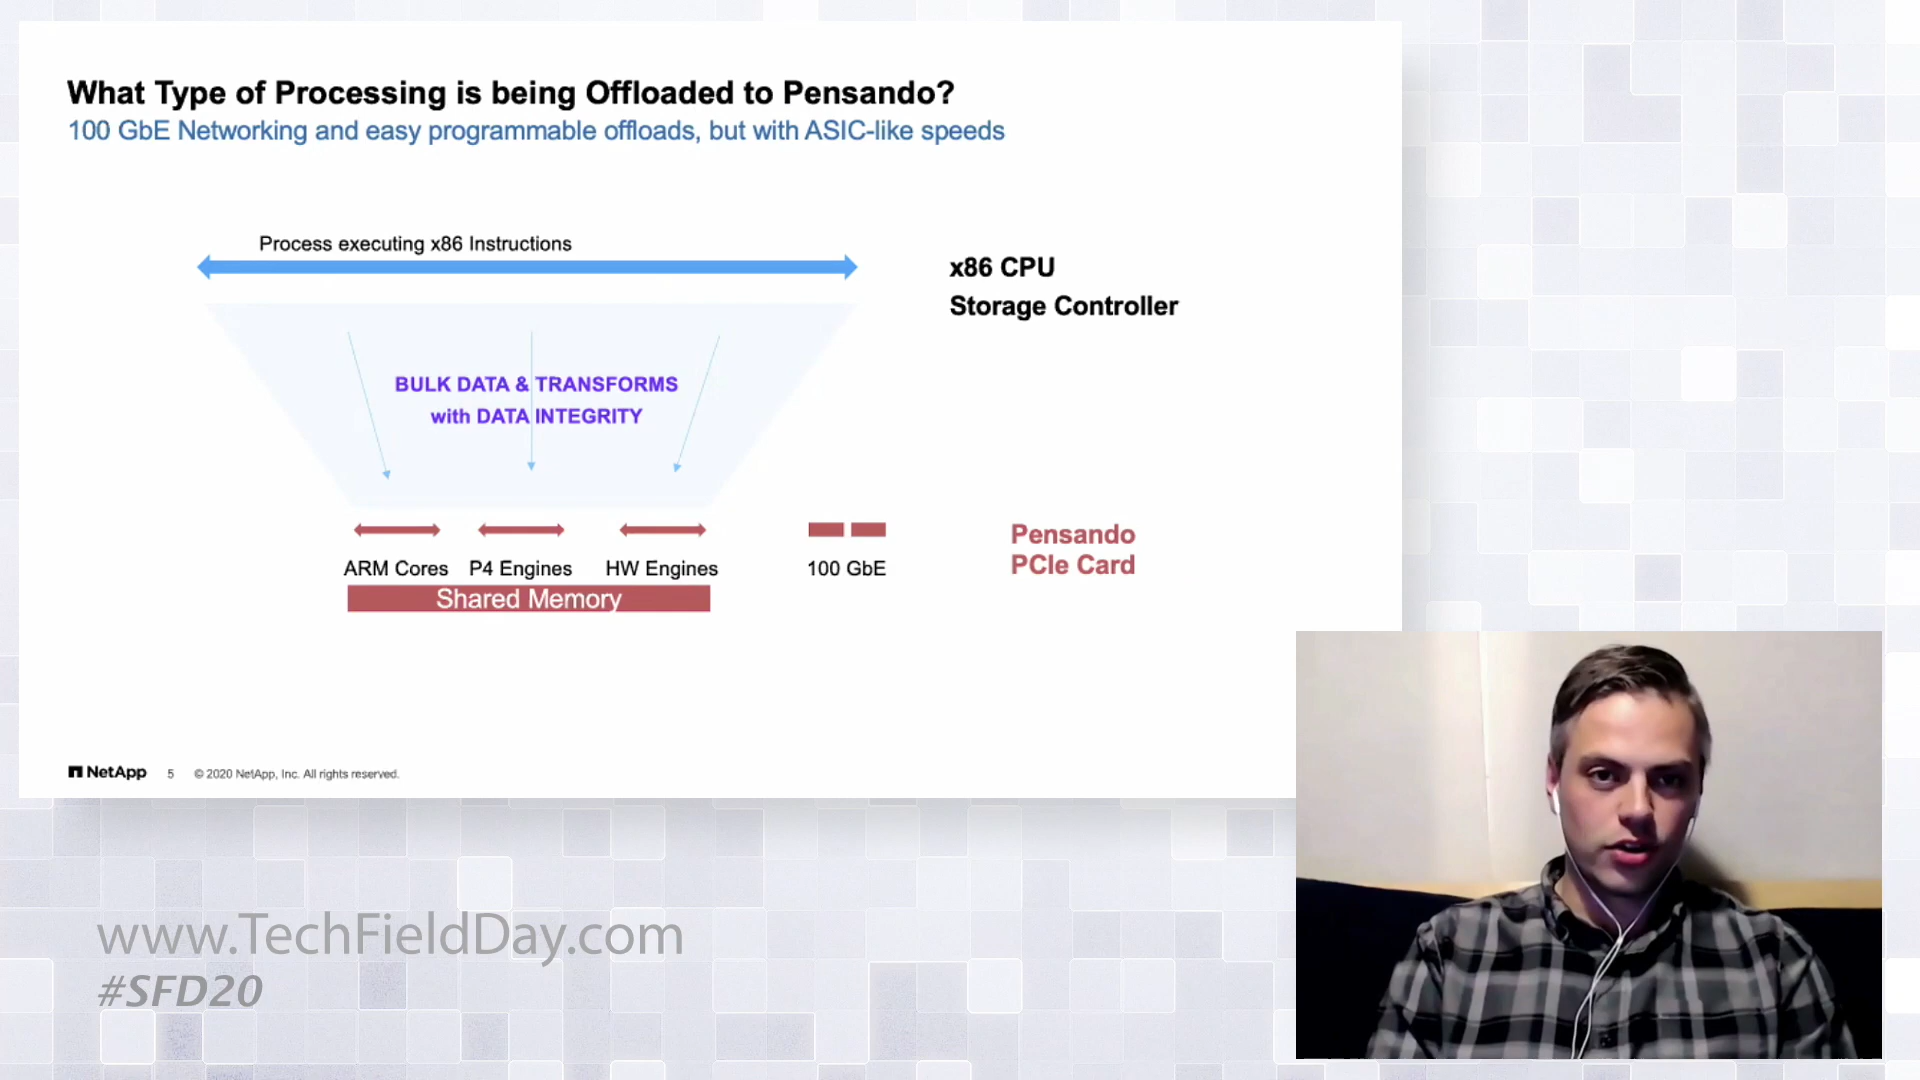 What Type of Processing is being Offloaded to Pensando?
100 GbE Networking and easy programmable offloads, but with ASIC-like speeds
Process executing x86 Instructions
x86 CPU
Storage Controller
BULK DATA & TRANSFORMS
with DATA INTEGRITY
ARM Cores P4 Engines HW Engines 100 GbE
Shared Memory
Pensando
PCIe Card
NetApp 5 © 2020 NetApp, Inc. All rights reserved.
www.TechFieldDay.com
#SFD20